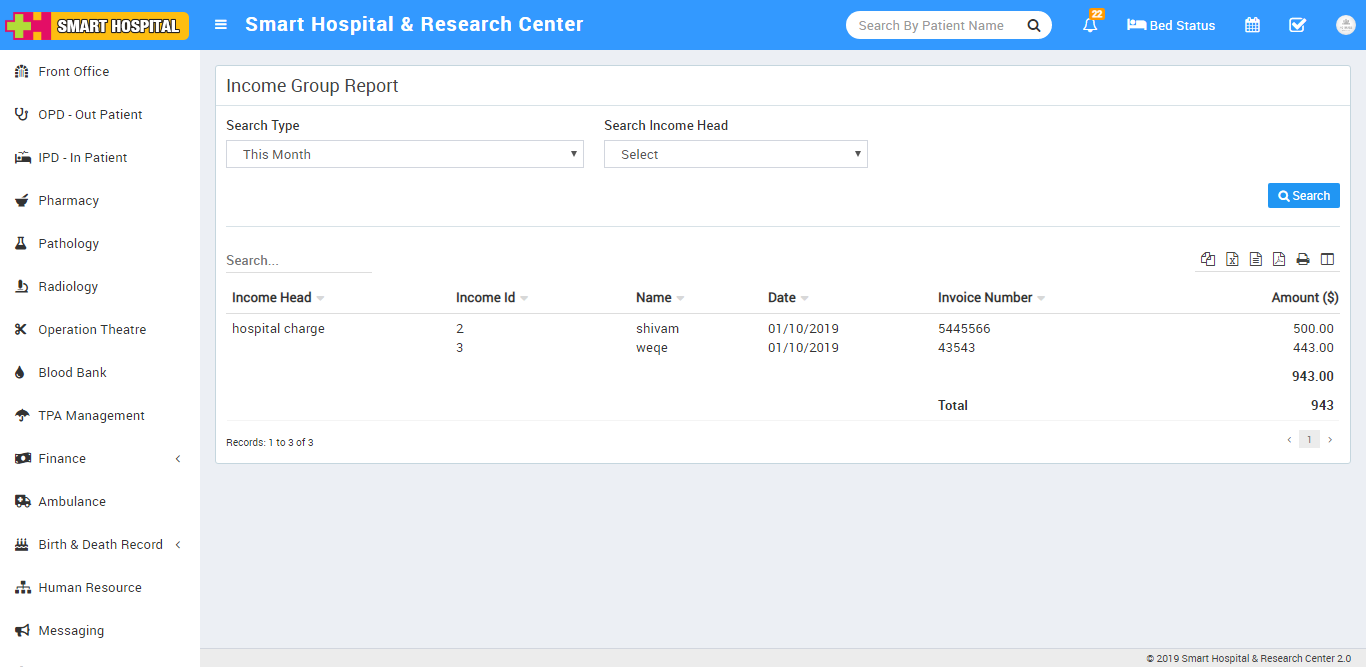 SMART HOSPITAL
Smart Hospital & Research Center
Search By Patient Name
22
Bed Status
Front Office
OPD - Out Patient
IPD - In Patient
Pharmacy
Pathology
Radiology
Operation Theatre
Blood Bank
TPA Management
Finance
Ambulance
Birth & Death Record
Human Resource
Messaging
Income Group Report
Search Type Search Income Head
This Month Select
Search
Search...
Income Head Income Id Name Date Invoice Number Amount ($)
hospital charge 2 shivam 01/10/2019 5445566 500.00
3 weqe 01/10/2019 43543 443.00
943.00
Total 943
Records: 1 to 3 of 3 1
© 2019 Smart Hospital & Research Center 2.0